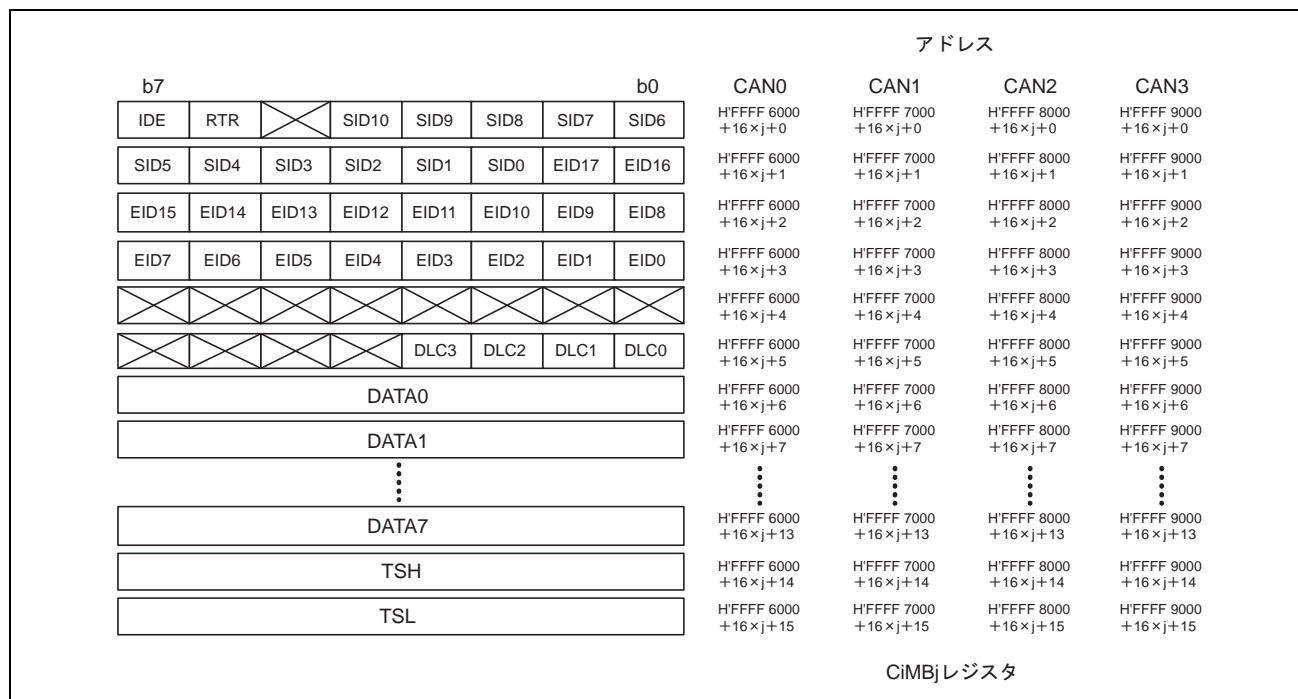 アドレス
b7 b0 CAN0 CAN1 CAN2 CAN3
IDE RTR SID10 SID9 SID8 SID7 SID6 H'FFFF 6000 H'FFFF 7000 H'FFFF 8000 H'FFFF 9000
+16×j+0 +16×j+0 +16×j+0 +16×j+0
SID5 SID4 SID3 SID2 SID1 SID0 EID17 EID16 H'FFFF 6000 H'FFFF 7000 H'FFFF 8000 H'FFFF 9000
+16×j+1 +16×j+1 +16×j+1 +16×j+1
EID15 EID14 EID13 EID12 EID11 EID10 EID9 EID8 H'FFFF 6000 H'FFFF 7000 H'FFFF 8000 H'FFFF 9000
+16×j+2 +16×j+2 +16×j+2 +16×j+2
EID7 EID6 EID5 EID4 EID3 EID2 EID1 EID0 H'FFFF 6000 H'FFFF 7000 H'FFFF 8000 H'FFFF 9000
+16×j+3 +16×j+3 +16×j+3 +16×j+3
H'FFFF 6000 H'FFFF 7000 H'FFFF 8000 H'FFFF 9000
+16×j+4 +16×j+4 +16×j+4 +16×j+4
DLC3 DLC2 DLC1 DLC0 H'FFFF 6000 H'FFFF 7000 H'FFFF 8000 H'FFFF 9000
+16×j+5 +16×j+5 +16×j+5 +16×j+5
DATA0 H'FFFF 6000 H'FFFF 7000 H'FFFF 8000 H'FFFF 9000
+16×j+6 +16×j+6 +16×j+6 +16×j+6
DATA1 H'FFFF 6000 H'FFFF 7000 H'FFFF 8000 H'FFFF 9000
+16×j+7 +16×j+7 +16×j+7 +16×j+7
DATA7 H'FFFF 6000 H'FFFF 7000 H'FFFF 8000 H'FFFF 9000
+16×j+13 +16×j+13 +16×j+13 +16×j+13
TSH H'FFFF 6000 H'FFFF 7000 H'FFFF 8000 H'FFFF 9000
+16×j+14 +16×j+14 +16×j+14 +16×j+14
TSL H'FFFF 6000 H'FFFF 7000 H'FFFF 8000 H'FFFF 9000
+16×j+15 +16×j+15 +16×j+15 +16×j+15
CiMBjレジスタ